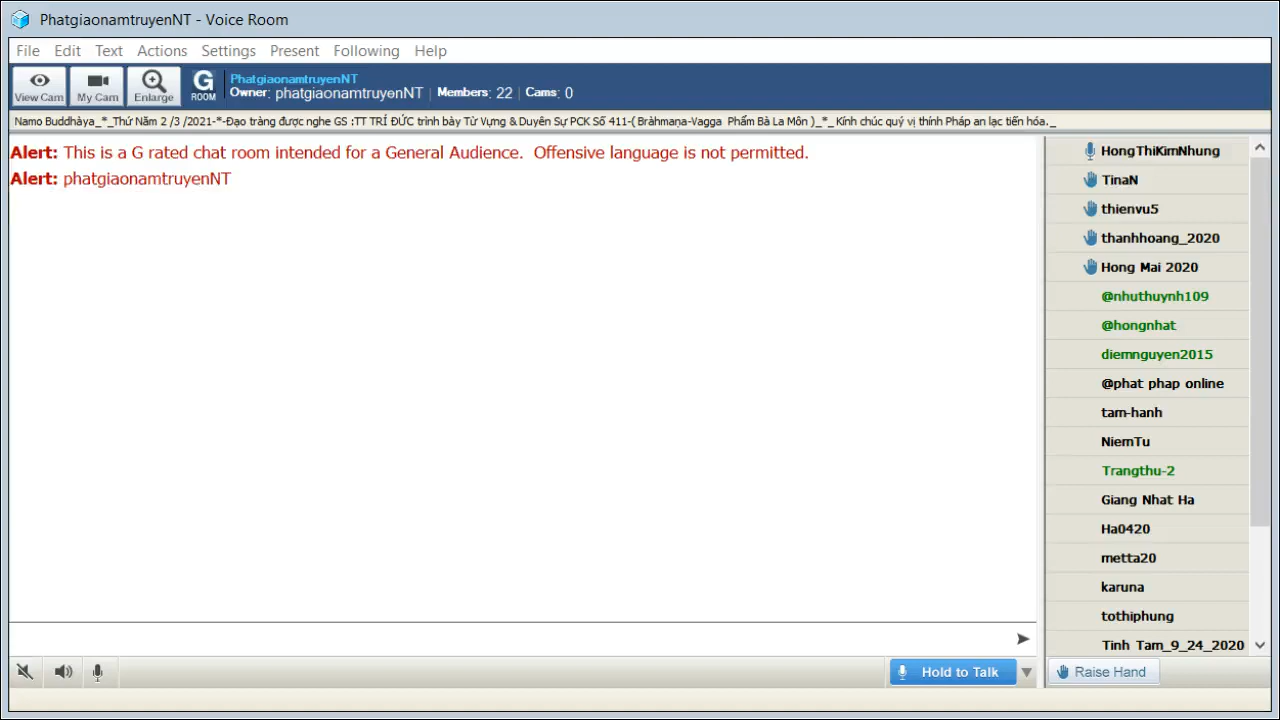 PhatgiaonamtruyenNT - Voice Room
File Edit Text Actions Settings Present Following Help
View Cam My Cam Enlarge G ROOM
PhatgiaonamtruyenNT
Owner: phatgiaonamtruyenNT | Members: 22 | Cams: 0
Namo Buddhàya_*_Thứ Năm 2 /3 /2021-*-Đạo tràng được nghe GS :TT TRÍ ĐỨC trình bày Từ Vựng & Duyên Sự PCK Số 411-( Bràhmaṇa-Vagga Phẩm Bà La Môn )_*_ Kính chúc quý vị thính Pháp an lạc tiến hóa._
Alert: This is a G rated chat room intended for a General Audience. Offensive language is not permitted.
Alert: phatgiaonamtruyenNT
HongThiKimNhung
TinaN
thienvu5
thanhhoang_2020
Hong Mai 2020
@nhuthuynh109
@hongnhat
diemnguyen2015
@phat phap online
tam-hanh
NiemTu
Trangthu-2
Giang Nhat Ha
Ha0420
metta20
karuna
tothiphung
Tinh Tam_9_24_2020
Hold to Talk
Raise Hand